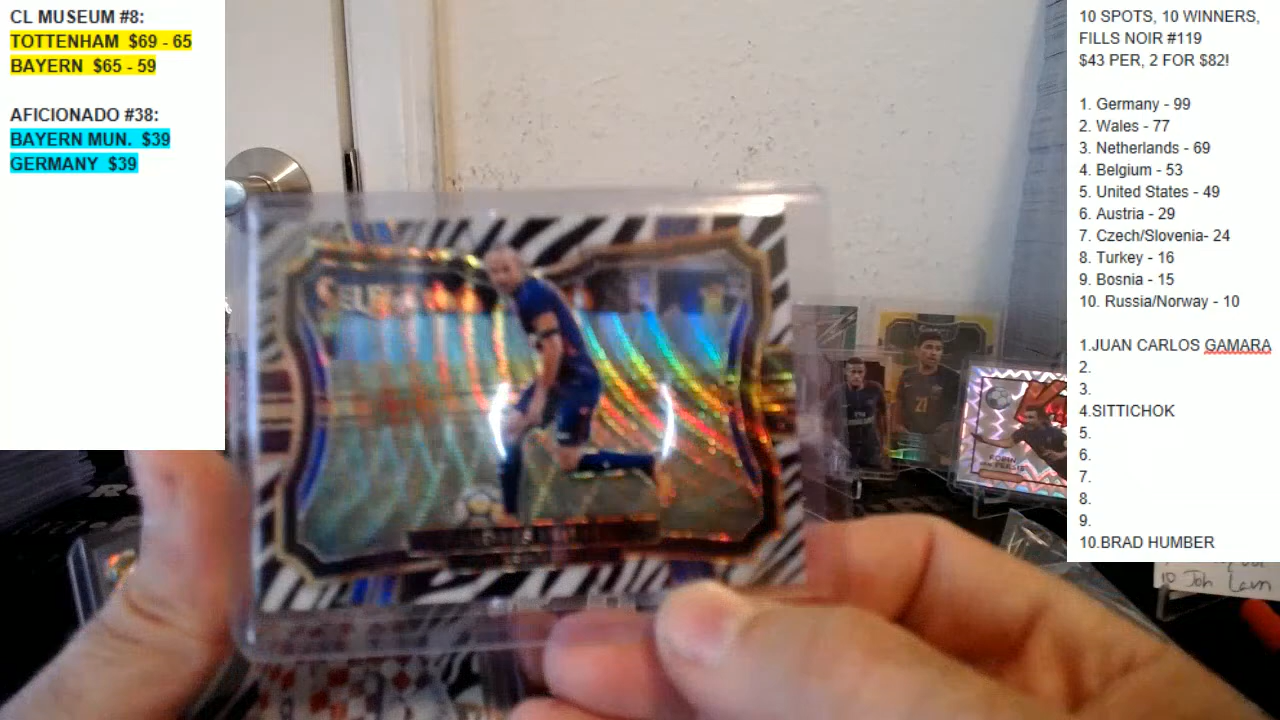 CL MUSEUM #8:
TOTTENHAM $69 - 65
BAYERN $65 - 59
AFICIONADO #38:
BAYERN MUN. $39
GERMANY $39
10 SPOTS, 10 WINNERS,
FILLS NOIR #119
$43 PER, 2 FOR $82!
1. Germany - 99
2. Wales - 77
3. Netherlands - 69
4. Belgium - 53
5. United States - 49
6. Austria - 29
7. Czech/Slovenia- 24
8. Turkey - 16
9. Bosnia - 15
10. Russia/Norway - 10
1.JUAN CARLOS GAMARA
2.
3.
4.SITTICHOK
5.
6.
7.
8.
9.
10.BRAD HUMBER
21
ROBIN
10 Joh